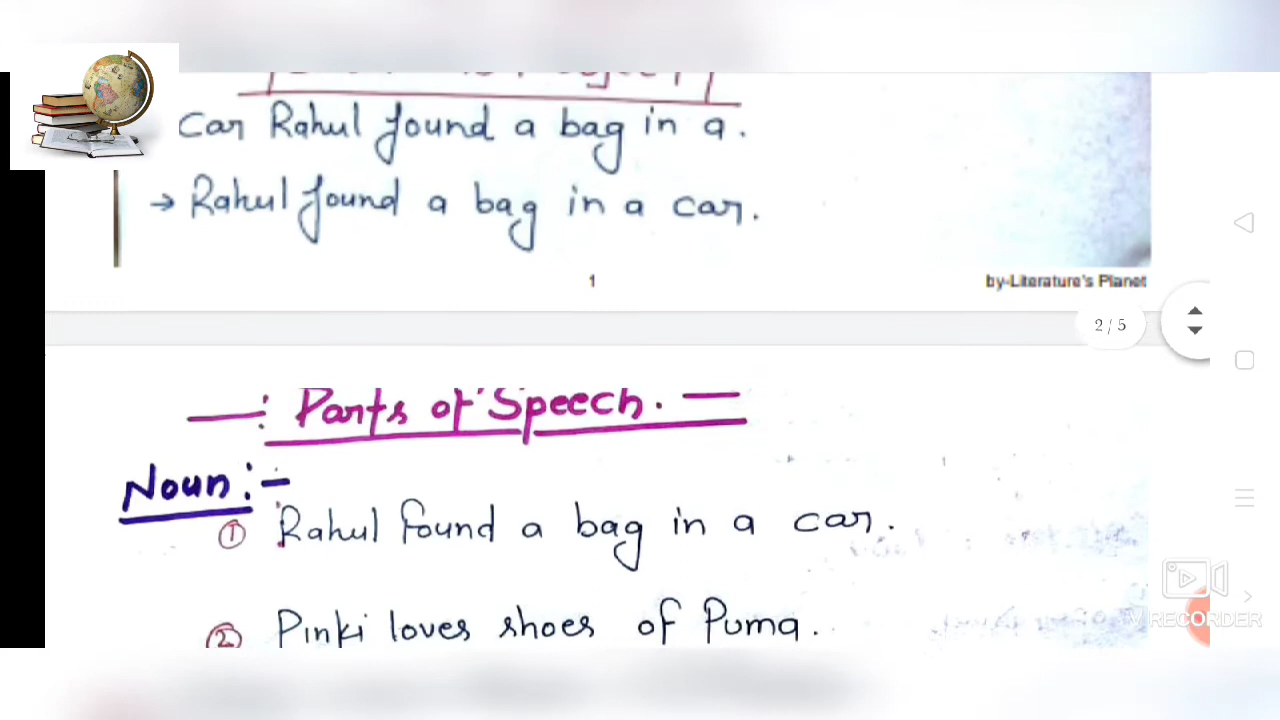 Car Rahul found a bag in a.
→ Rahul found a bag in a car.
1
by-Literature's Planet
2 / 5
—: Parts of Speech. —
Noun:-
① Rahul found a bag in a car.
② Pinki loves shoes of Puma.
V RECORDER